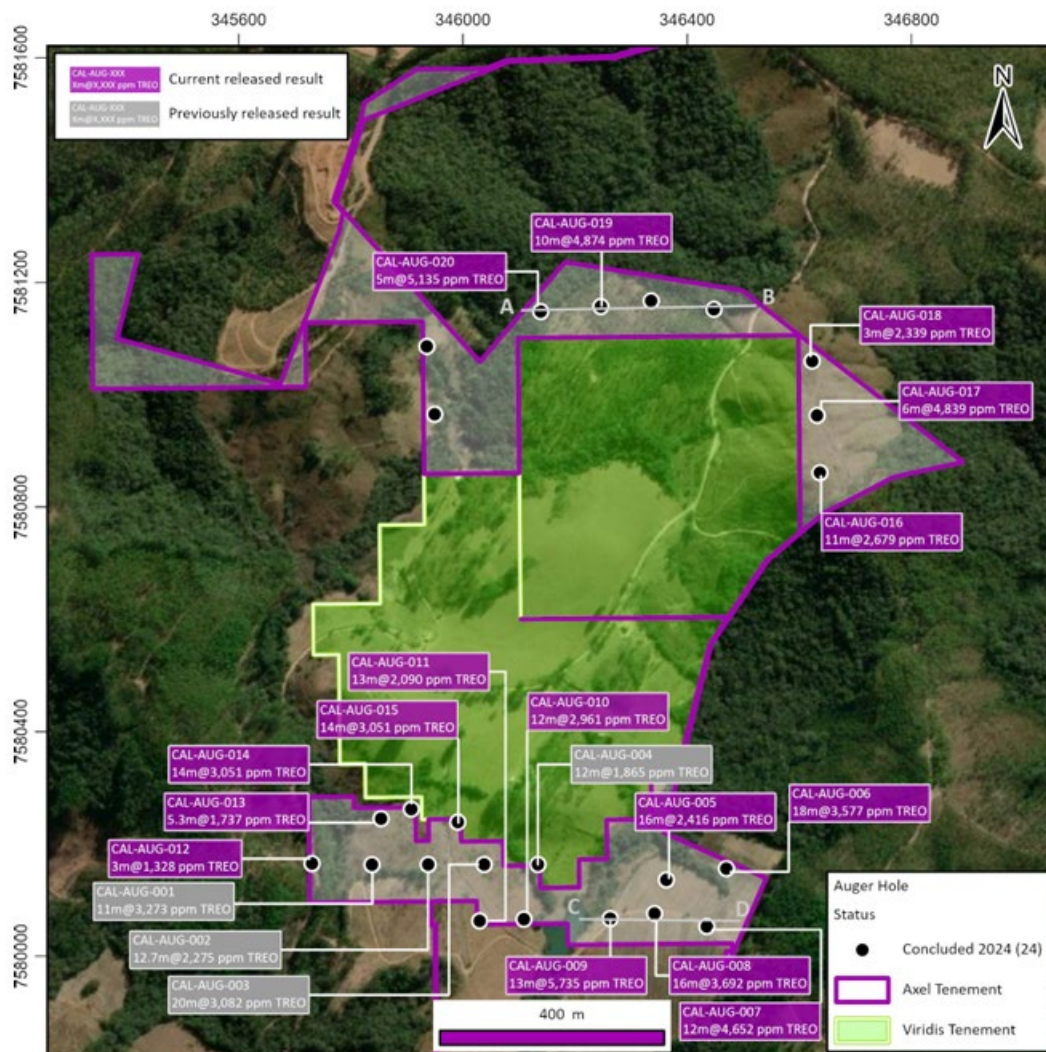 345600
346000
346400
346800
7581600
7581200
7580800
7580400
7580000
CAL-AUG-XXX
Xm@X,XXX ppm TREO
Current released result
CAL-AUG-XXX
Xm@X,XXX ppm TREO
Previously released result
N
CAL-AUG-019
10m@4,874 ppm TREO
CAL-AUG-020
5m@5,135 ppm TREO
A
B
CAL-AUG-018
3m@2,339 ppm TREO
CAL-AUG-017
6m@4,839 ppm TREO
CAL-AUG-016
11m@2,679 ppm TREO
CAL-AUG-011
13m@2,090 ppm TREO
CAL-AUG-010
12m@2,961 ppm TREO
CAL-AUG-015
14m@3,051 ppm TREO
CAL-AUG-004
12m@1,865 ppm TREO
CAL-AUG-014
14m@3,051 ppm TREO
CAL-AUG-005
16m@2,416 ppm TREO
CAL-AUG-006
18m@3,577 ppm TREO
CAL-AUG-013
5.3m@1,737 ppm TREO
CAL-AUG-012
3m@1,328 ppm TREO
CAL-AUG-001
11m@3,273 ppm TREO
CAL-AUG-002
12.7m@2,275 ppm TREO
CAL-AUG-003
20m@3,082 ppm TREO
C
D
CAL-AUG-009
13m@5,735 ppm TREO
CAL-AUG-008
16m@3,692 ppm TREO
CAL-AUG-007
12m@4,652 ppm TREO
400 m
Auger Hole
Status
Concluded 2024 (24)
Axel Tenement
Viridis Tenement